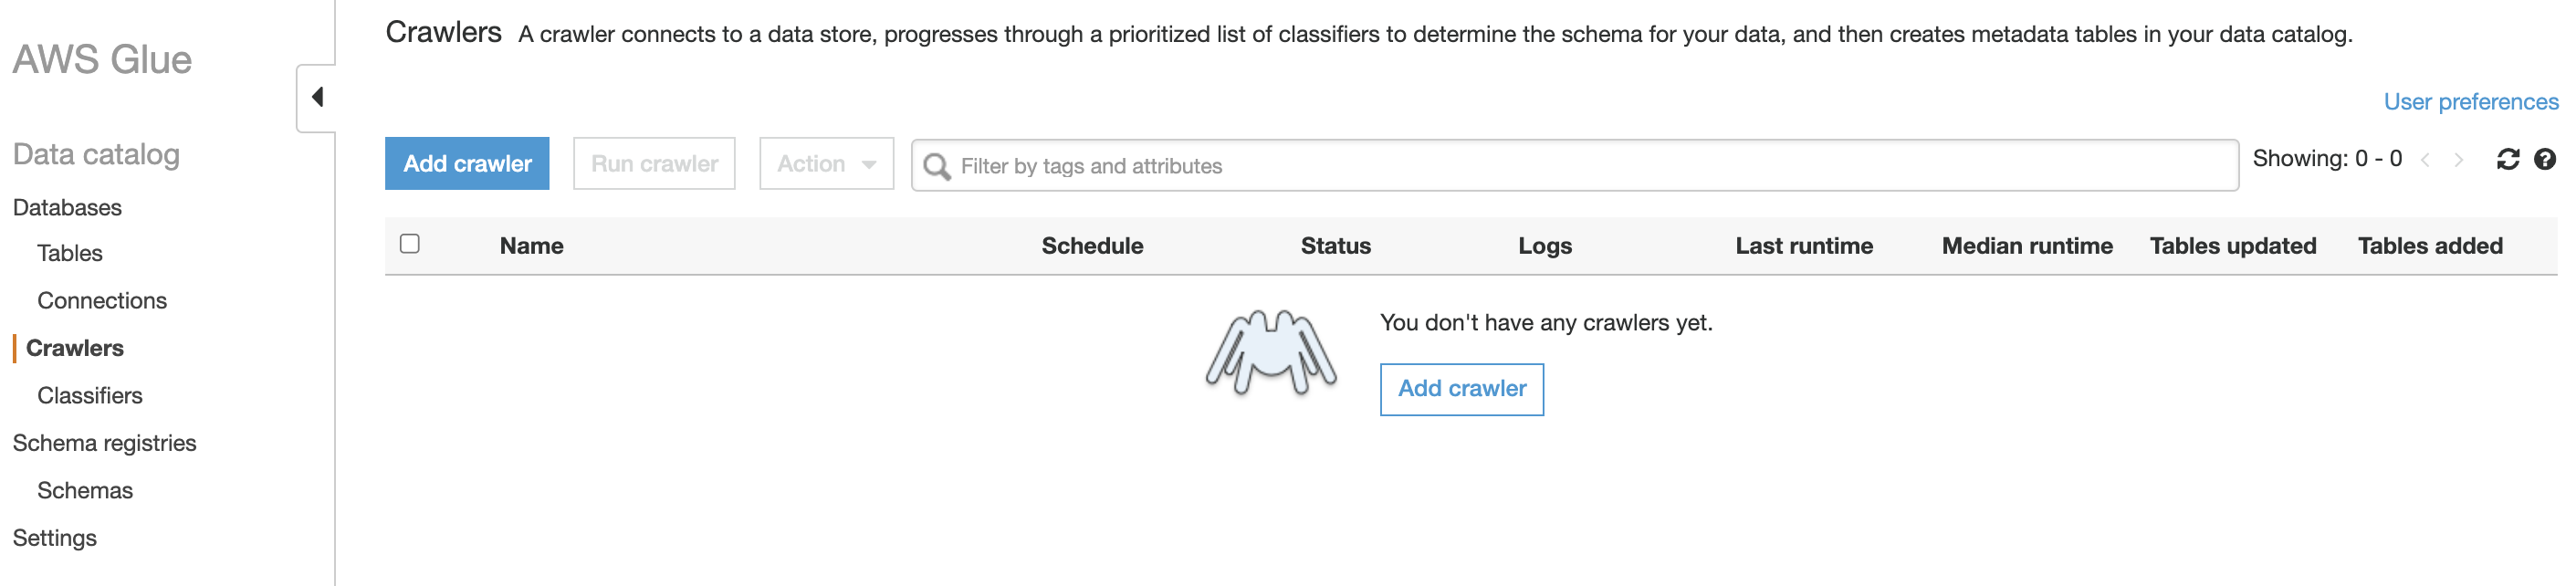 AWS Glue
Data catalog
Databases
Tables
Connections
Crawlers
Classifiers
Schema registries
Schemas
Settings
Crawlers A crawler connects to a data store, progresses through a prioritized list of classifiers to determine the schema for your data, and then creates metadata tables in your data catalog.
User preferences
Add crawler Run crawler Action Filter by tags and attributes Showing: 0 - 0
Name Schedule Status Logs Last runtime Median runtime Tables updated Tables added
You don't have any crawlers yet.
Add crawler